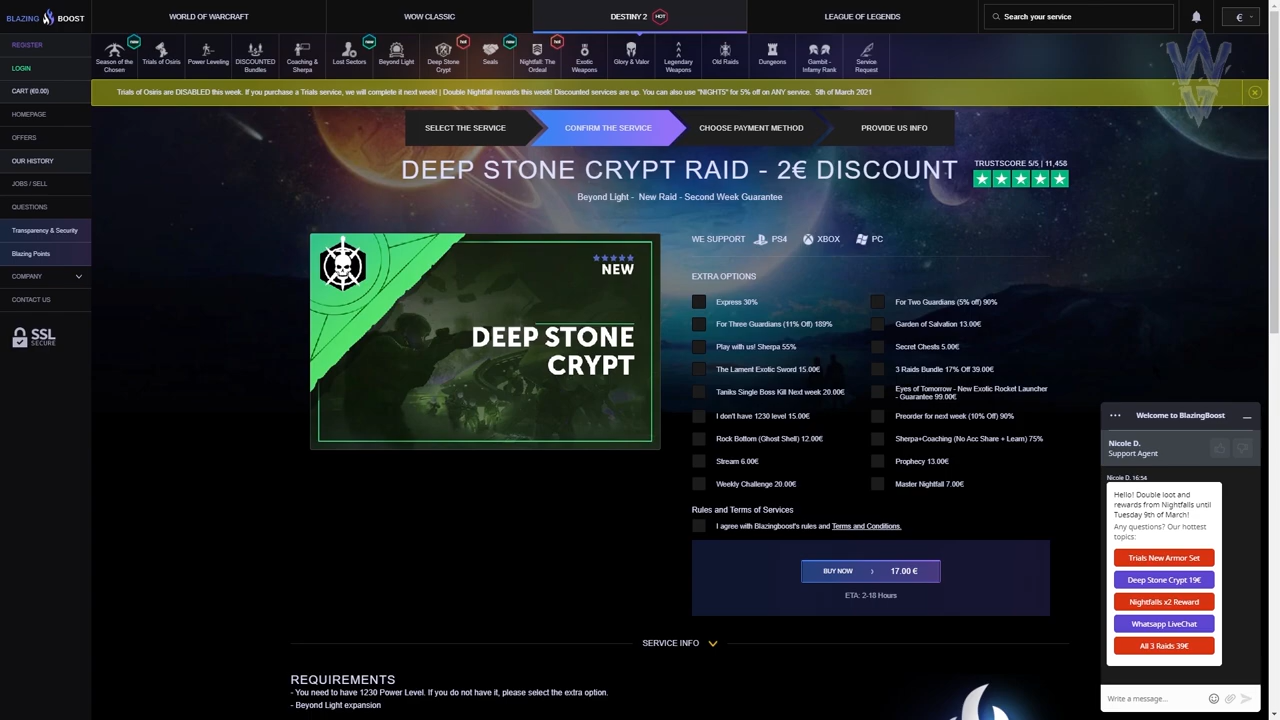 BLAZING BOOST
WORLD OF WARCRAFT
WOW CLASSIC
DESTINY 2 HOT
LEAGUE OF LEGENDS
Search your service
€
REGISTER
LOGIN
CART (€0.00)
HOMEPAGE
OFFERS
OUR HISTORY
JOBS / SELL
QUESTIONS
Transparency & Security
Blazing Points
COMPANY
CONTACT US
SSL
SECURE
new
new
hot
new
hot
Season of the
Chosen
Trials of Osiris
Power Leveling
DISCOUNTED
Bundles
Coaching &
Sherpa
Lost Sectors
Beyond Light
Deep Stone
Crypt
Seals
Nightfall: The
Ordeal
Exotic
Weapons
Glory & Valor
Legendary
Weapons
Old Raids
Dungeons
Gambit -
Infamy Rank
Service
Request
Trials of Osiris are DISABLED this week. If you purchase a Trials service, we will complete it next week! | Double Nightfall rewards this week! Discounted services are up. You can also use "NIGHT5" for 5% off on ANY service. 5th of March 2021
SELECT THE SERVICE
CONFIRM THE SERVICE
CHOOSE PAYMENT METHOD
PROVIDE US INFO
DEEP STONE CRYPT RAID - 2€ DISCOUNT
TRUSTSCORE 5/5 | 11,458
Beyond Light - New Raid - Second Week Guarantee
NEW
DEEP STONE
CRYPT
WE SUPPORT PS4 XBOX PC
EXTRA OPTIONS
Express 30%
For Two Guardians (5% off) 90%
For Three Guardians (11% Off) 189%
Garden of Salvation 13.00€
Play with us! Sherpa 55%
Secret Chests 5.00€
The Lament Exotic Sword 15.00€
3 Raids Bundle 17% Off 39.00€
Taniks Single Boss Kill Next week 20.00€
Eyes of Tomorrow - New Exotic Rocket Launcher
- Guarantee 99.00€
I don't have 1230 level 15.00€
Preorder for next week (10% Off) 90%
Rock Bottom (Ghost Shell) 12.00€
Sherpa+Coaching (No Acc Share + Learn) 75%
Stream 6.00€
Prophecy 13.00€
Weekly Challenge 20.00€
Master Nightfall 7.00€
Rules and Terms of Services
I agree with Blazingboost's rules and Terms and Conditions.
BUY NOW › 17.00 €
ETA: 2-18 Hours
SERVICE INFO
REQUIREMENTS
- You need to have 1230 Power Level. If you do not have it, please select the extra option.
- Beyond Light expansion
Welcome to BlazingBoost
Nicole D.
Support Agent
Nicole D. 16:54
Hello! Double loot and
rewards from Nightfalls until
Tuesday 9th of March!
Any questions? Our hottest
topics:
Trials New Armor Set
Deep Stone Crypt 19€
Nightfalls x2 Reward
Whatsapp LiveChat
All 3 Raids 39€
Write a message...